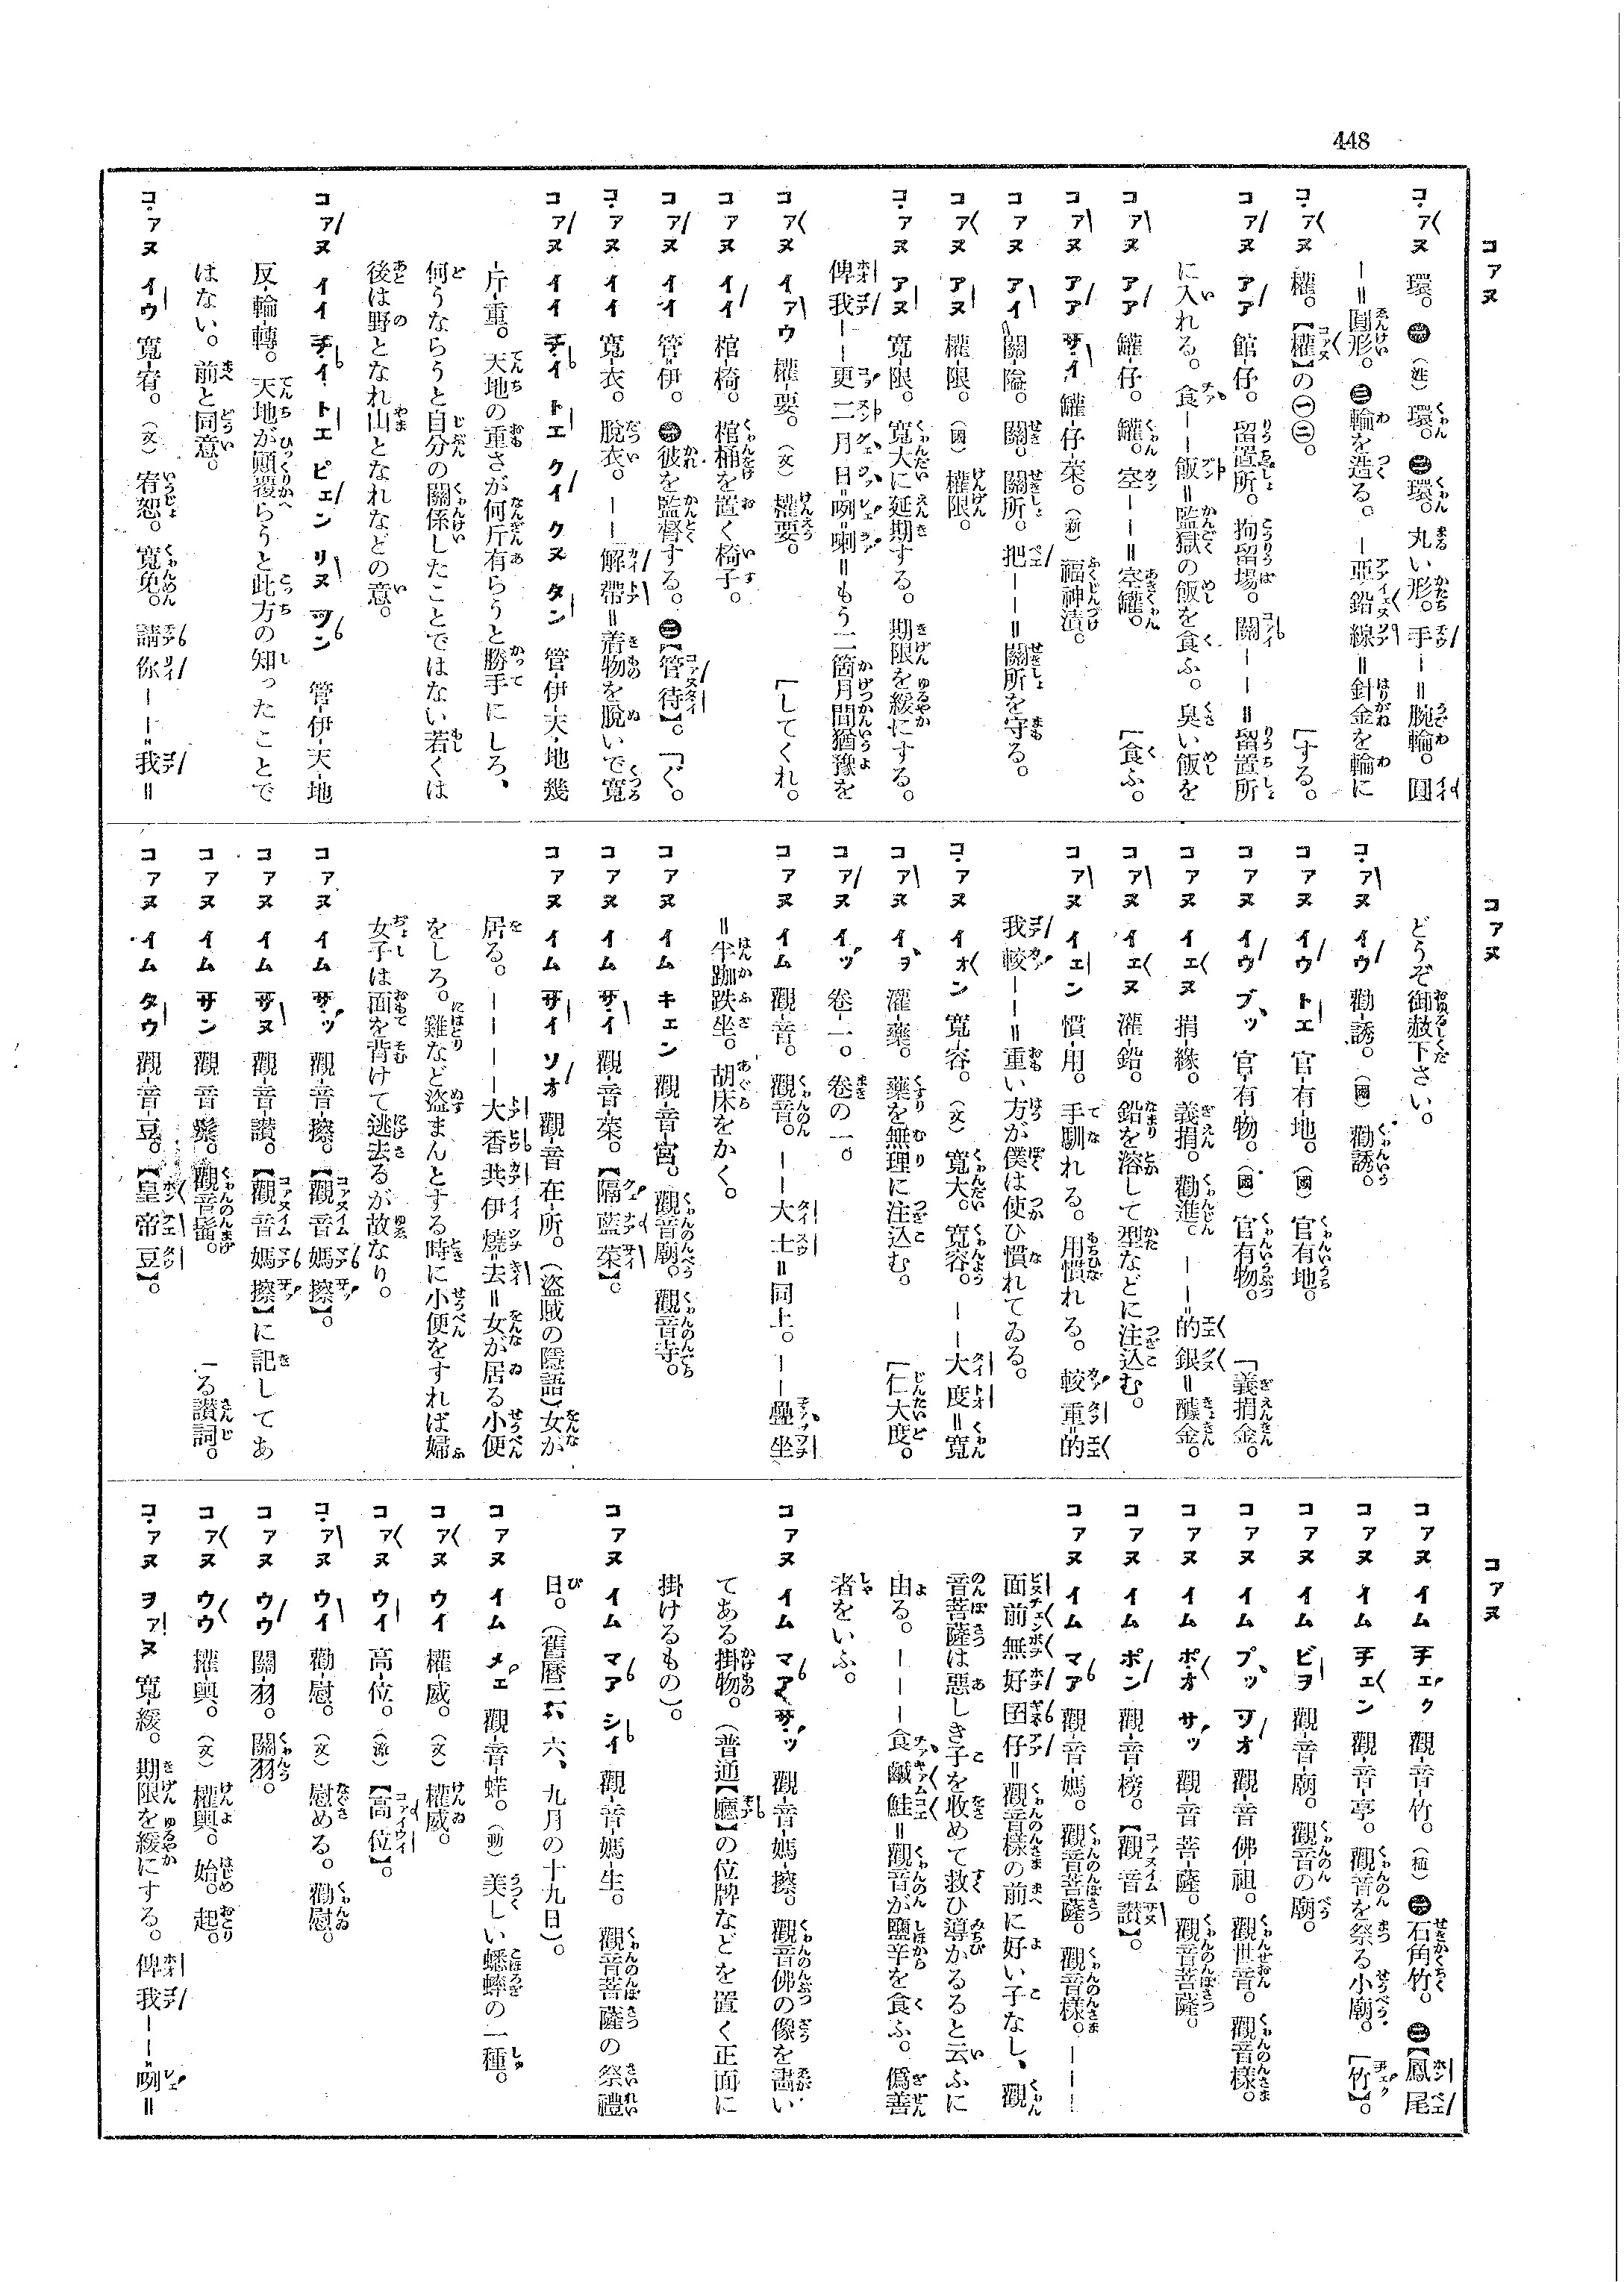 448
コアヌ
コ.アヌ 環。㊀(姓)環。㊁環。丸い形。手—＝腕輪。圓
—＝圓形。㊂輪を造る。—亞鉛線＝針金を輪に
コ.アヌ 權。【權】の㊀㊁。 〔する。
コ.アヌ アア 館-仔。留置所。拘留場。關——＝留置所
に入れる。食——飯＝監獄の飯を食ふ。臭い飯を
コアヌ アア 罐-仔。罐。空——＝空罐。 〔食ふ。
コアヌ アア ザイ 罐-仔-菜。(新)福神漬。
コアヌ アイ 關-隘。關。關所。把——＝關所を守る。
コアヌ アヌ 權-限。(國)權限。
コ.アヌ アヌ 寬-限。寬大に延期する。期限を緩にする。
俾我——更二月日＝咧＝喇＝もう二箇月間猶豫を
コアヌ イァウ 權-要。(文)權要。 〔してくれ。
コアヌ イイ 棺-椅。棺桶を置く椅子。
コアヌ イイ 管＝伊。㊀彼を監督する。㊁【管待】。〔ぐ。
コ.アヌ イイ 寬-衣。脫衣。——解帶＝着物を脫いで寬
コアヌ イイ チイ トエ クイ クヌ タン 管-伊-天-地幾
-斤-重。天地の重さが何斤有らうと勝手にしろ、
何うならうと自分の關係したことではない若くは
後は野となれ山となれなどの意。
コアヌ イイ チイ トエ ピェン リヌ ツン 管-伊-天-地
反-輪-轉。天地が顚覆らうと此方の知ったことで
はない。前と同意。
コ.アヌ イウ 寬-宥。(文)宥恕。寬免。請你——我＝
コアヌ
どうぞ御赦下さい。
コ.アヌ イウ 勸-誘。(國)勸誘。
コアヌ イウ トエ 官-有-地。(國)官有地。
コアヌ イウ ブッ 官-有-物。(國)官有物。
コアヌ イェヌ 捐-緣。義捐。勸進。——的銀＝醵金。 〔義捐金。
コアヌ イェヌ 灌-鉛。鉛を溶して型などに注込む。
コアヌ イェン 慣-用。手馴れる。用慣れる。較重的
我較——＝重い方が僕は使ひ慣れてゐる。
コ.アヌ イォン 寬-容。(文)寬大。寬容。——大度＝寬
コアヌ イヲ 灌-藥。藥を無理に注込む。 〔仁大度。
コアヌ イッ 卷-一。卷の一。
コアヌ イム 觀-音。觀音。——大士＝同上。——疊坐
＝半跏趺坐。胡床をかく。
コアヌ イム キェン 觀-音-宮。觀音廟。觀音寺。
コアヌ イム ザイ 觀-音-菜。【隔藍菜】。
コアヌ イム ザイ ソオ 觀-音在-所。(盜賊の隱語)女が
居る。————大香共伊燒-去＝女が居る小便
をしろ。雞など盜まんとする時に小便をすれば婦
女子は面を背けて逃去るが故なり。
コアヌ イム ザッ 觀-音-擦。【觀音媽擦】。
コアヌ イム ザヌ 觀-音-讚。【觀音媽擦】に記してあ
コアヌ イム ザン 觀-音-鬃。觀音髷。 〔る讚詞。
コアヌ イム タウ 觀-音-豆。【皇帝豆】。
コアヌ
コアヌ イム チェク 觀-音-竹。(植)㊀石角竹。㊁【鳳尾
コアヌ イム チェン 觀-音-亭。觀音を祭る小廟。 〔竹】。
コアヌ イム ビヲ 觀-音-廟。觀音の廟。
コアヌ イム プッ ツオ 觀-音佛-祖。觀世音。觀音樣。
コアヌ イム ポオ サッ 觀-音菩-薩。觀音菩薩。
コアヌ イム ポン 觀-音-榜。【觀音讚】。
コアヌ イム マア 觀-音-媽。觀音菩薩。觀音樣。———
面前無好囝仔＝觀音樣の前に好い子なし、觀
音菩薩は惡しき子を收めて救ひ導かるると云ふに
由る。———食鹹鮭＝觀音が鹽辛を食ふ。僞善
者をいふ。
コアヌ イム マア ザッ 觀-音-媽-擦。觀音佛の像を畵い
てある掛物。(普通【廳】の位牌などを置く正面に
掛けるもの)。
コアヌ イム マア シイ 觀-音-媽-生。觀音菩薩の祭禮
日。(舊曆二、六、九月の十九日)。
コアヌ イム メェ 觀-音-蜢。(動)美しい蟋蟀の一種。
コアヌ ウイ 權-威。(文)權威。
コアヌ ウイ 高-位。(流)【高位】。
コ.アヌ ウイ 勸-慰。(文)慰める。勸慰。
コアヌ ウウ 關-羽。關羽。
コアヌ ウウ 權-輿。(文)權輿。始。起。
コ.アヌ ヲァヌ 寬-緩。期限を緩にする。俾我——咧＝